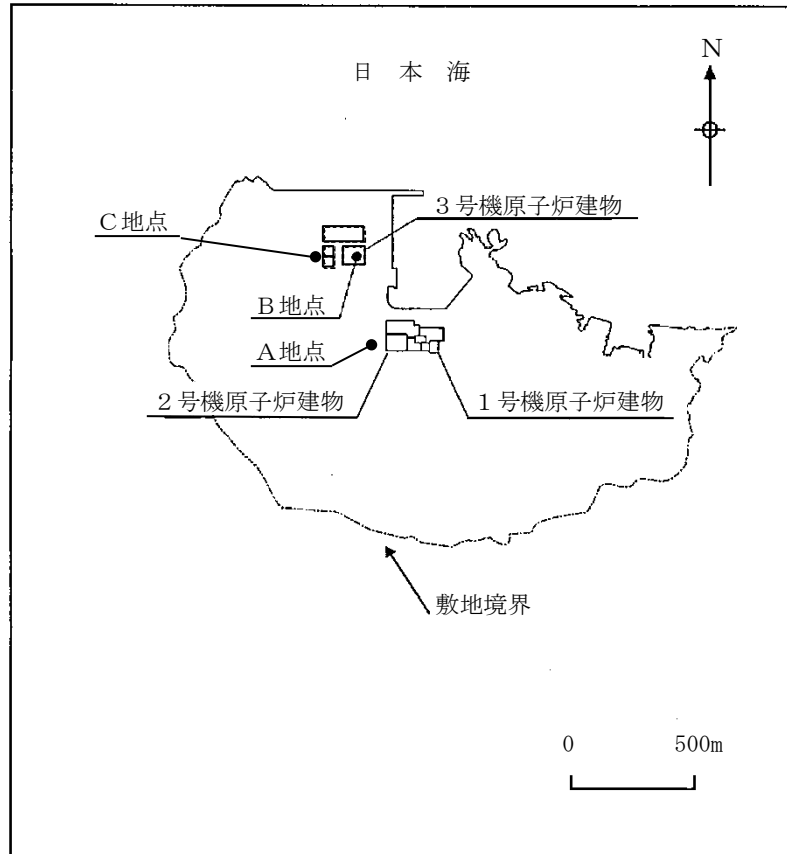 N
日 本 海
３号機原子炉建物
Ｃ地点
Ｂ地点
Ａ地点
２号機原子炉建物
１号機原子炉建物
敷地境界
0 500m